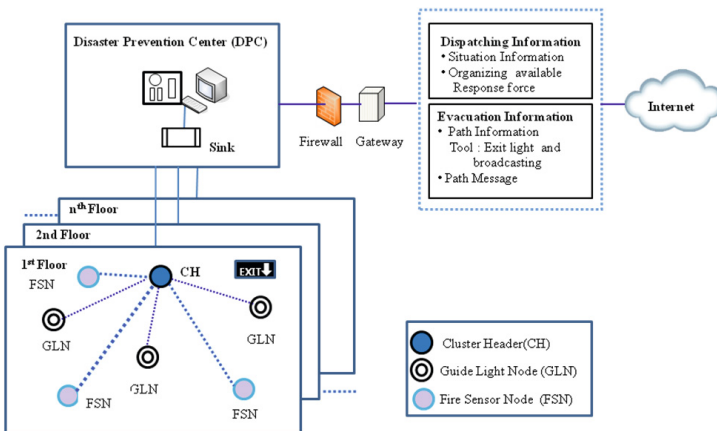 Disaster Prevention Center (DPC)
Sink
Firewall
Gateway
Dispatching Information
• Situation Information
• Organizing available
Response force
Evacuation Information
• Path Information
Tool : Exit light and
broadcasting
• Path Message
Internet
nth Floor
2nd Floor
1st Floor
FSN
CH
EXIT
GLN
GLN
GLN
FSN
FSN
Cluster Header(CH)
Guide Light Node (GLN)
Fire Sensor Node (FSN)